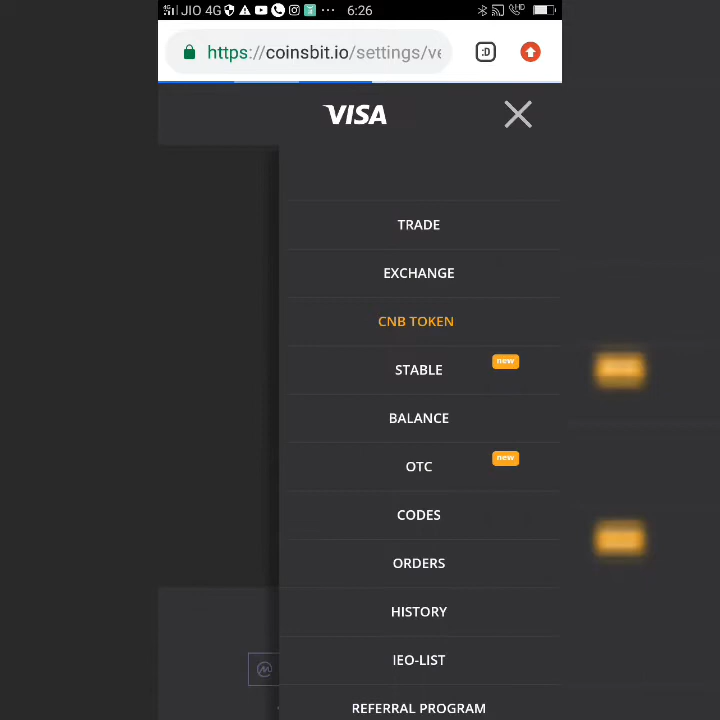 JIO 4G ... 6:26 HD
https://coinsbit.io/settings/ve :D
VISA
TRADE
EXCHANGE
CNB TOKEN
STABLE new
BALANCE
OTC new
CODES
ORDERS
HISTORY
IEO-LIST
REFERRAL PROGRAM